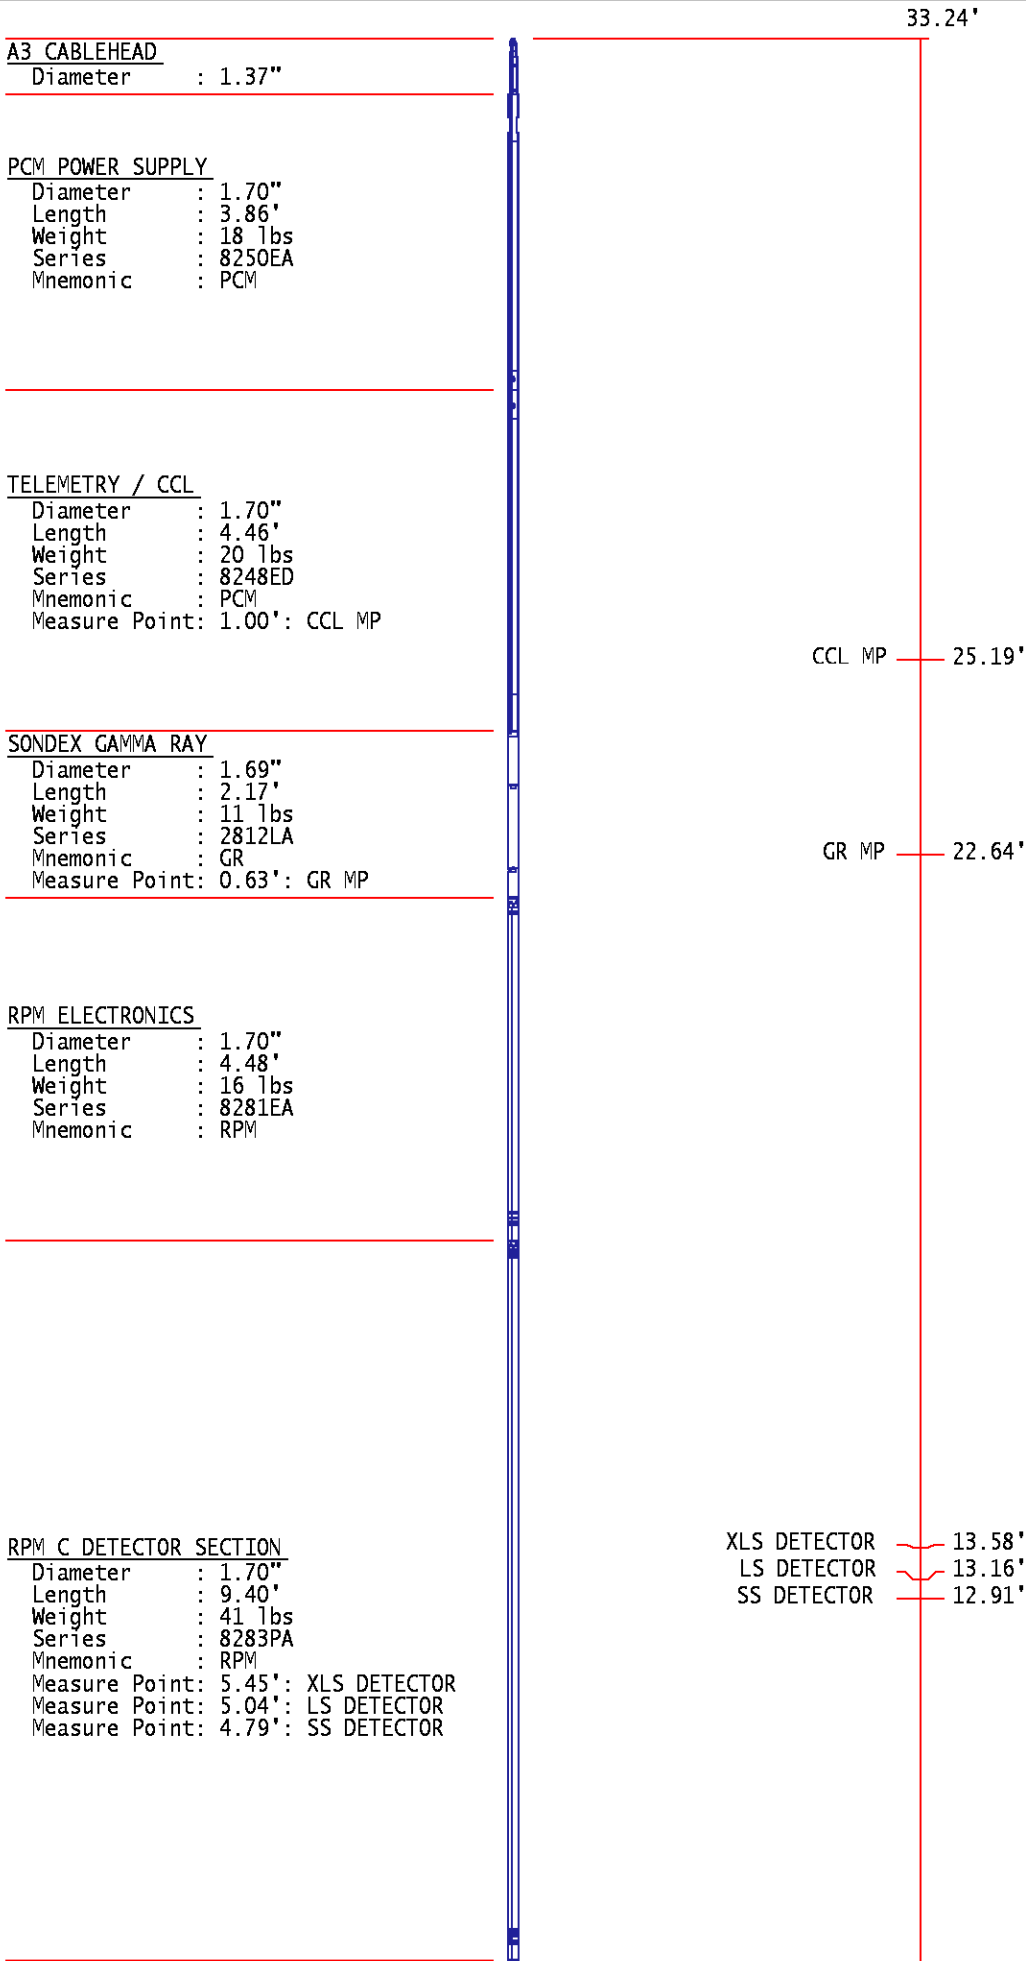 33.24'
A3 CABLEHEAD
Diameter : 1.37"
PCM POWER SUPPLY
Diameter : 1.70"
Length : 3.86'
Weight : 18 lbs
Series : 8250EA
Mnemonic : PCM
TELEMETRY / CCL
Diameter : 1.70"
Length : 4.46'
Weight : 20 lbs
Series : 8248ED
Mnemonic : PCM
Measure Point: 1.00': CCL MP
CCL MP 25.19'
SONDEX GAMMA RAY
Diameter : 1.69"
Length : 2.17'
Weight : 11 lbs
Series : 2812LA
Mnemonic : GR
Measure Point: 0.63': GR MP
GR MP 22.64'
RPM ELECTRONICS
Diameter : 1.70"
Length : 4.48'
Weight : 16 lbs
Series : 8281EA
Mnemonic : RPM
XLS DETECTOR 13.58'
LS DETECTOR 13.16'
SS DETECTOR 12.91'
RPM C DETECTOR SECTION
Diameter : 1.70"
Length : 9.40'
Weight : 41 lbs
Series : 8283PA
Mnemonic : RPM
Measure Point: 5.45': XLS DETECTOR
Measure Point: 5.04': LS DETECTOR
Measure Point: 4.79': SS DETECTOR